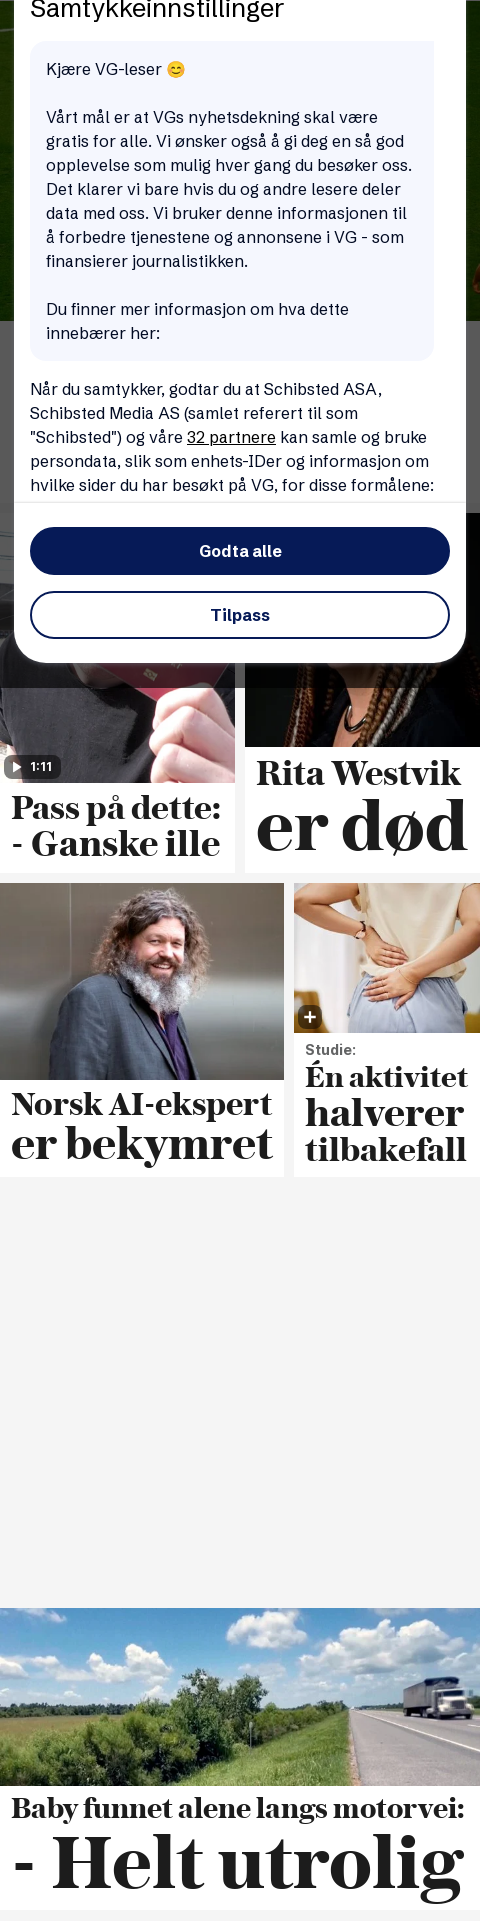 Samtykkeinnstillinger
Kjære VG-leser 😊
Vårt mål er at VGs nyhetsdekning skal være
gratis for alle. Vi ønsker også å gi deg en så god
opplevelse som mulig hver gang du besøker oss.
Det klarer vi bare hvis du og andre lesere deler
data med oss. Vi bruker denne informasjonen til
å forbedre tjenestene og annonsene i VG - som
finansierer journalistikken.
Du finner mer informasjon om hva dette
innebærer her:
Når du samtykker, godtar du at Schibsted ASA,
Schibsted Media AS (samlet referert til som
"Schibsted") og våre 32 partnere kan samle og bruke
persondata, slik som enhets-IDer og informasjon om
hvilke sider du har besøkt på VG, for disse formålene:
Godta alle
Tilpass
1:11
Pass på dette:
- Ganske ille
Rita Westvik
er død
Norsk AI-ekspert
er bekymret
Studie:
Én aktivitet
halverer
tilbakefall
Baby funnet alene langs motorvei:
- Helt utrolig